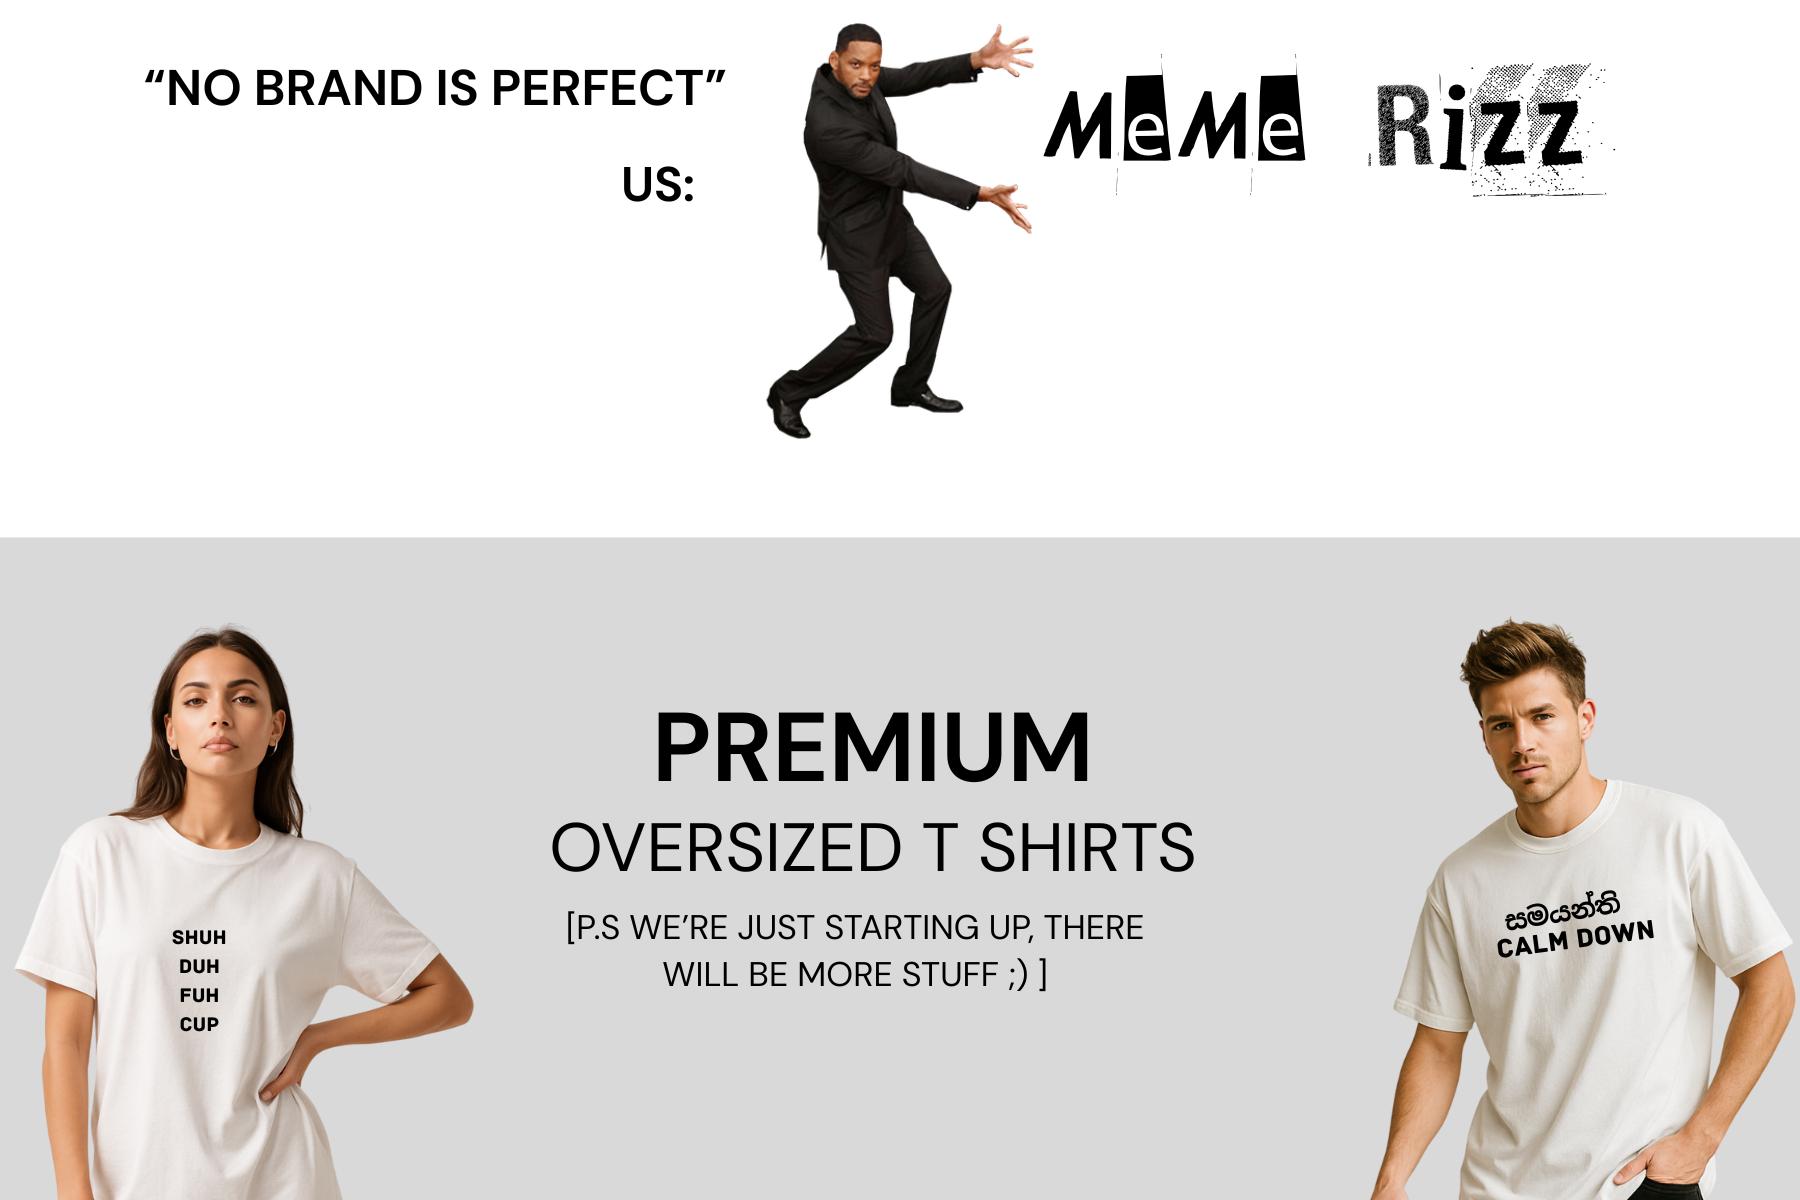 “NO BRAND IS PERFECT”
US:
MeMe Rizz
PREMIUM
OVERSIZED T SHIRTS
[P.S WE’RE JUST STARTING UP, THERE
WILL BE MORE STUFF ;) ]
SHUH
DUH
FUH
CUP
සමයන්ති
CALM DOWN